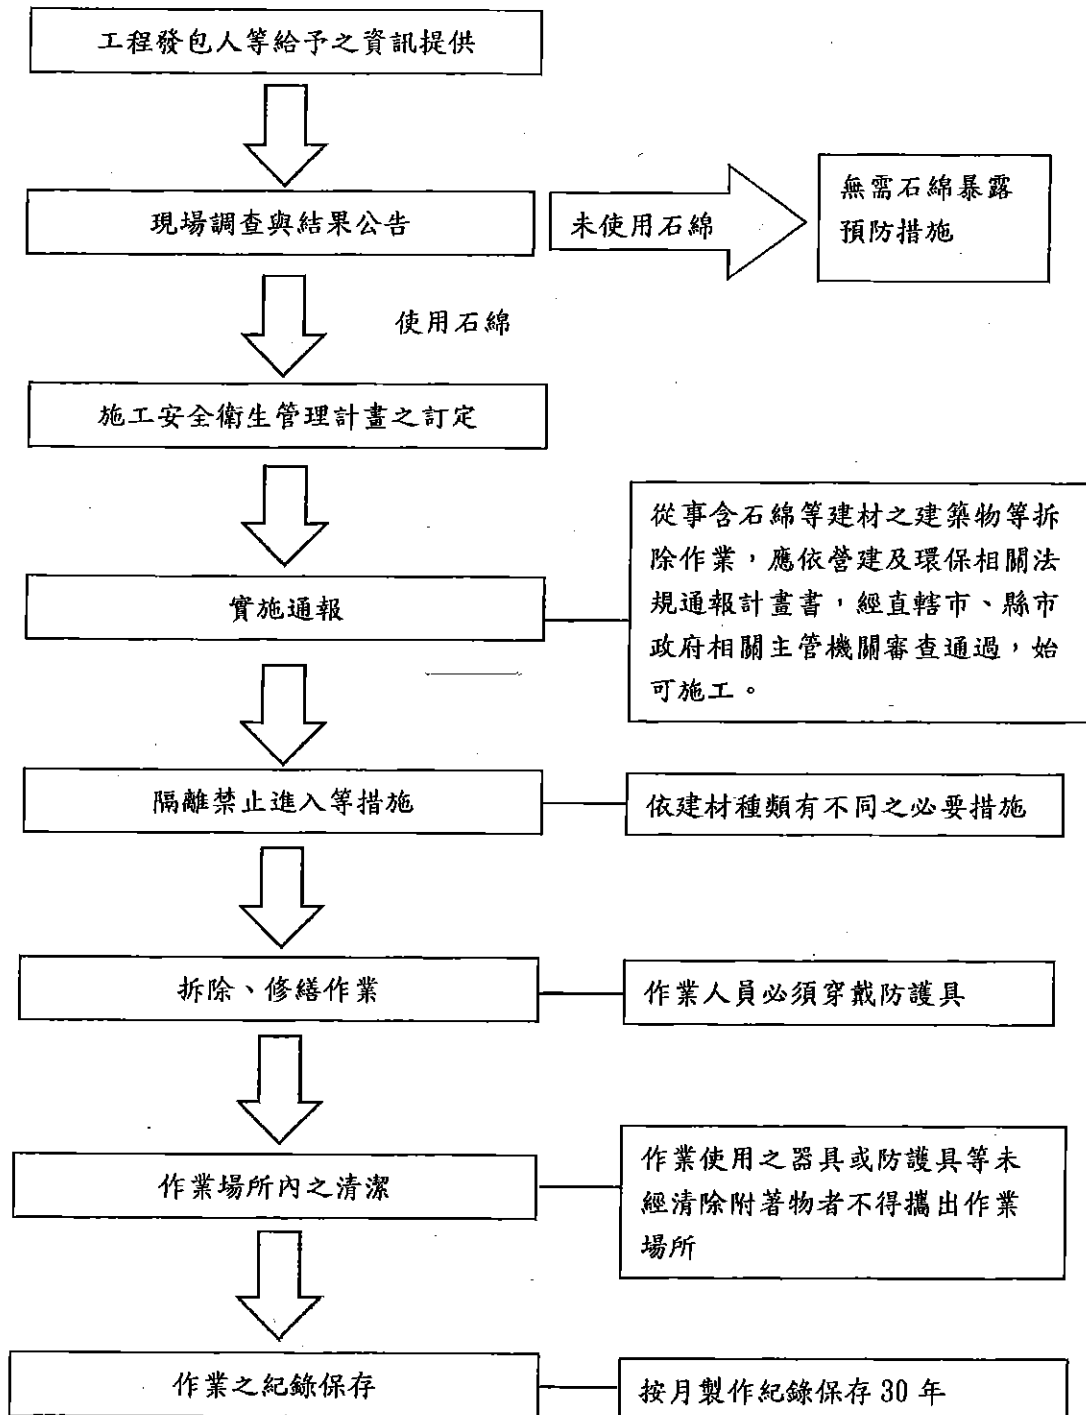 工程發包人等給予之資訊提供
現場調查與結果公告
未使用石綿
無需石綿暴露
預防措施
使用石綿
施工安全衛生管理計畫之訂定
實施通報
從事含石綿等建材之建築物等拆
除作業，應依營建及環保相關法
規通報計畫書，經直轄市、縣市
政府相關主管機關審查通過，始
可施工。
隔離禁止進入等措施
依建材種類有不同之必要措施
拆除、修繕作業
作業人員必須穿戴防護具
作業場所內之清潔
作業使用之器具或防護具等未
經清除附著物者不得攜出作業
場所
作業之紀錄保存
按月製作紀錄保存 30 年